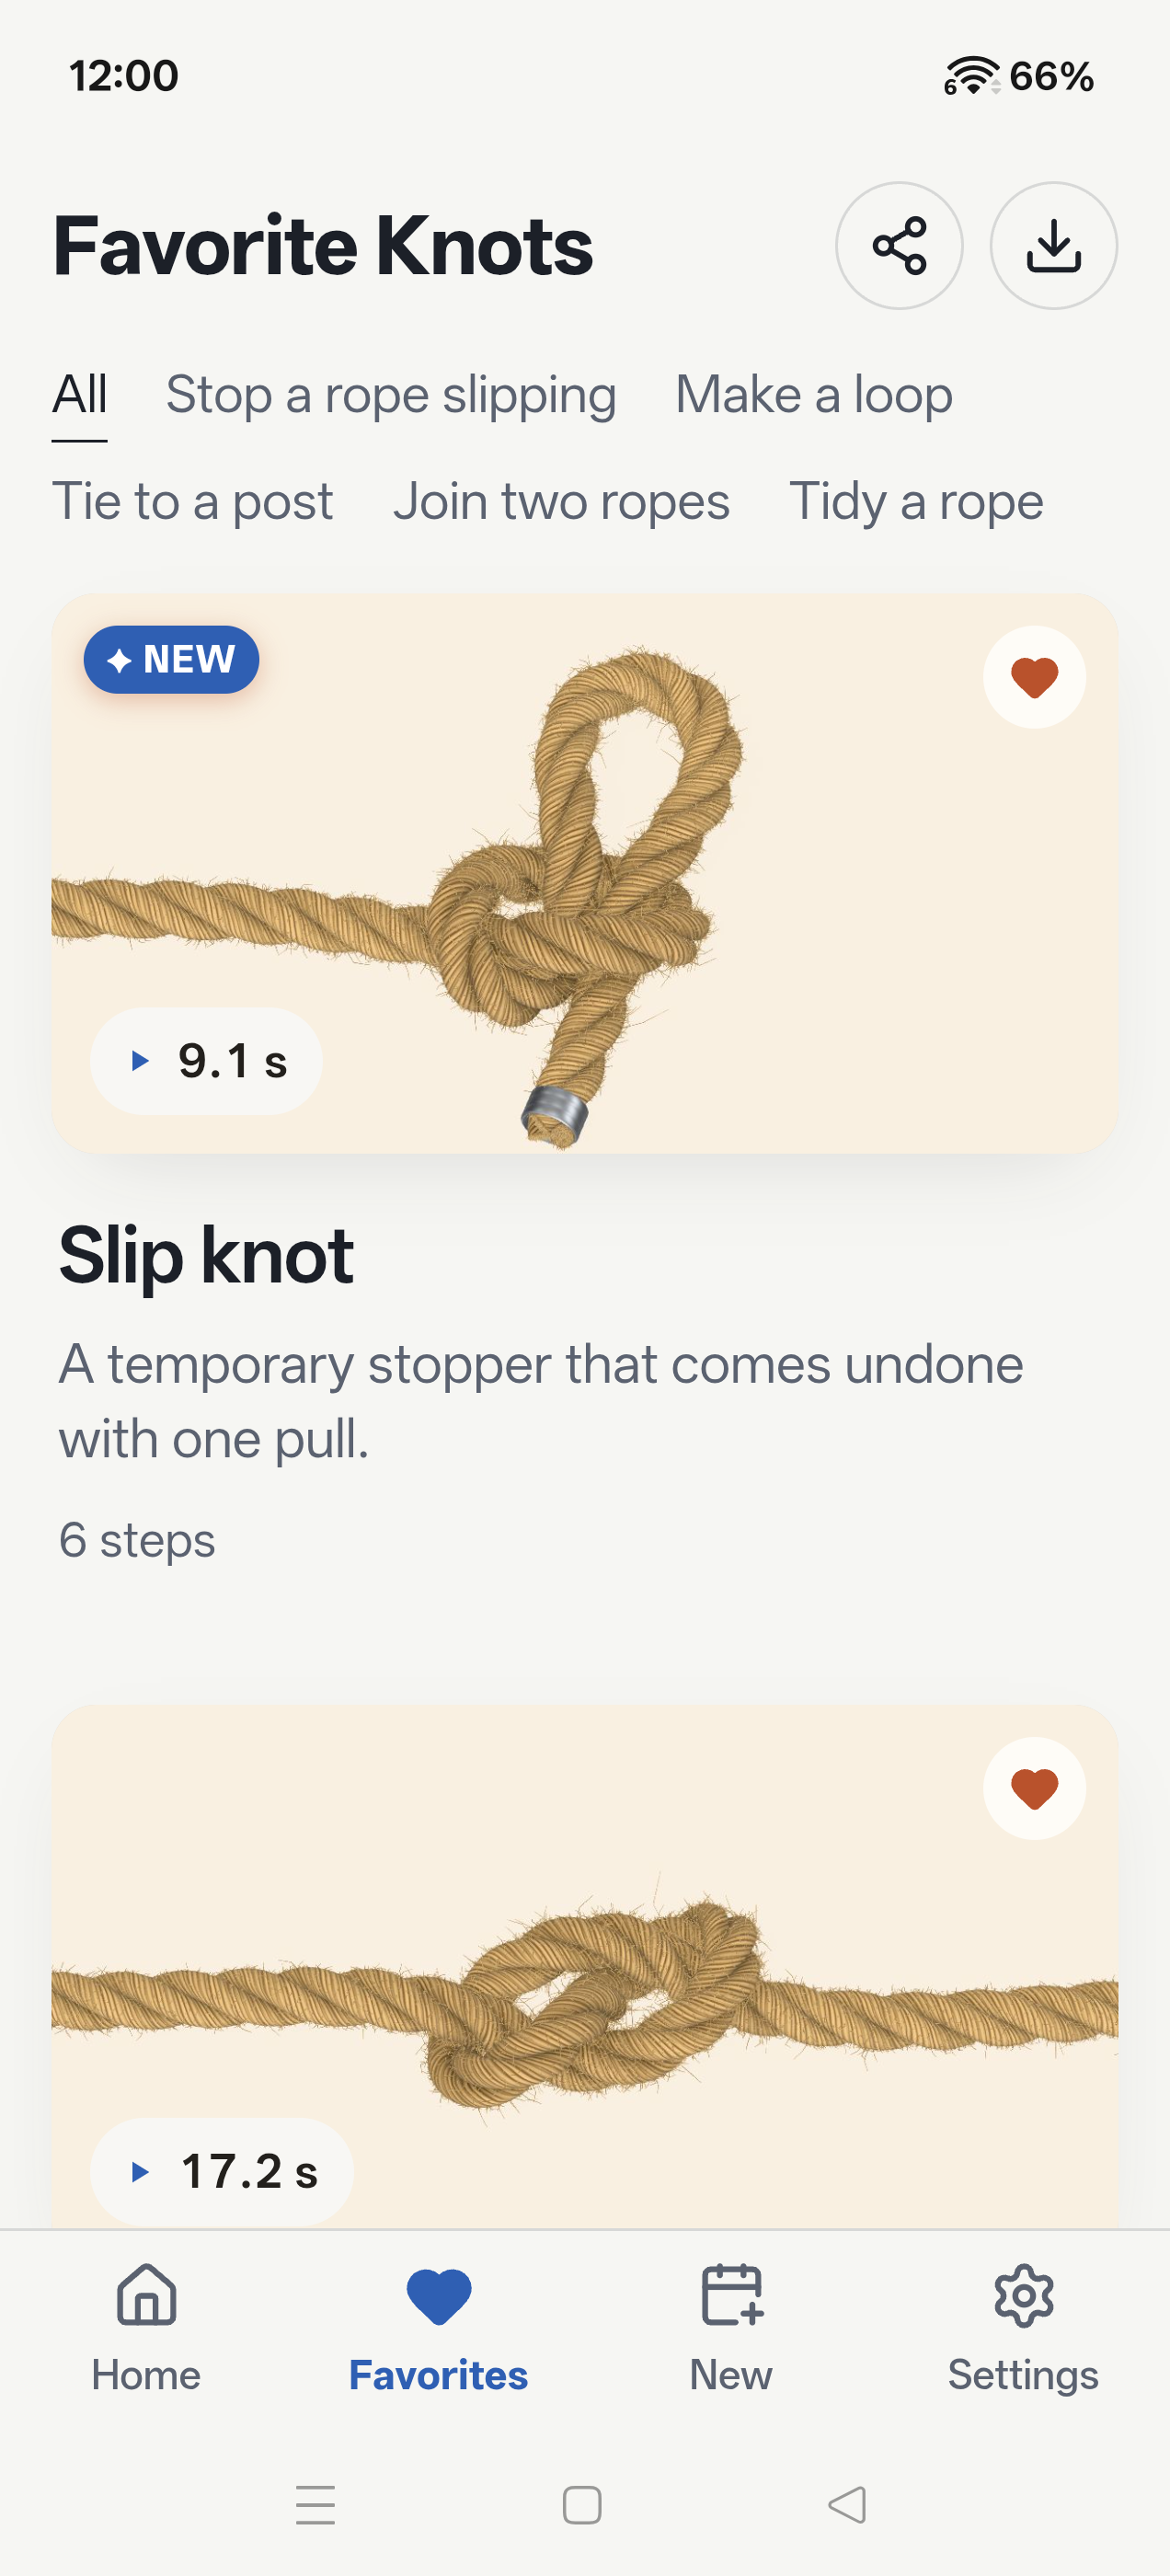 12:00
6 66%
Favorite Knots
All Stop a rope slipping Make a loop
Tie to a post Join two ropes Tidy a rope
NEW
9.1 s
Slip knot
A temporary stopper that comes undone
with one pull.
6 steps
17.2 s
Home Favorites New Settings